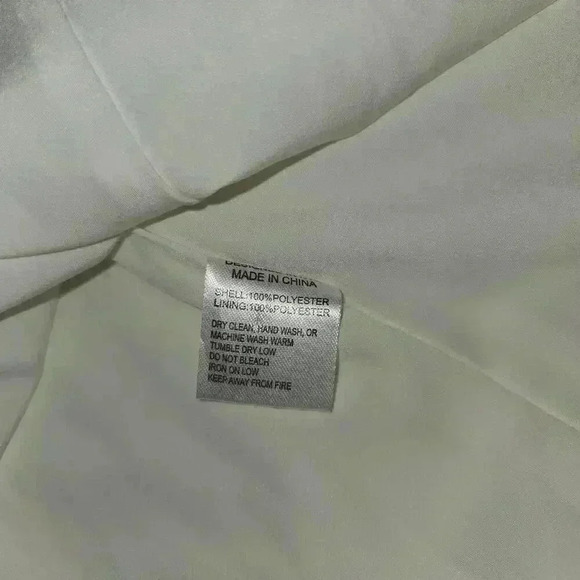 MADE IN CHINA
SHELL:100%POLYESTER
LINING:100%POLYESTER
DRY CLEAN, HAND WASH, OR
MACHINE WASH WARM
TUMBLE DRY LOW
DO NOT BLEACH
IRON ON LOW
KEEP AWAY FROM FIRE